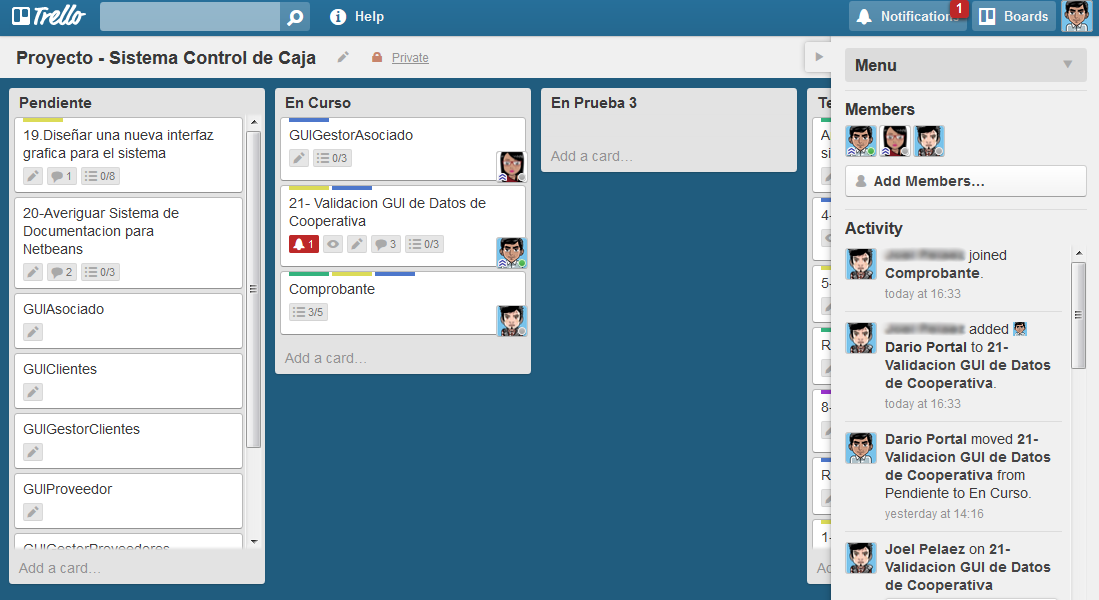 Trello
Help
Notifications
1
Boards
Proyecto - Sistema Control de Caja
Private
Pendiente
19.Diseñar una nueva interfaz
grafica para el sistema
1
0/8
20-Averiguar Sistema de
Documentacion para
Netbeans
2
0/3
GUIAsociado
GUIClientes
GUIGestorClientes
GUIProveedor
GUIGestorProveedores
Add a card…
En Curso
GUIGestorAsociado
0/3
21- Validacion GUI de Datos de
Cooperativa
1
3
0/3
Comprobante
3/5
Add a card…
En Prueba 3
Add a card…
Te
A
si
4-
5-
R
8-
R
1-
Ad
Menu
Members
Add Members…
Activity
joined
Comprobante.
today at 16:33
added
Dario Portal to 21-
Validacion GUI de Datos
de Cooperativa.
today at 16:33
Dario Portal moved 21-
Validacion GUI de Datos
de Cooperativa from
Pendiente to En Curso.
yesterday at 14:16
Joel Pelaez on 21-
Validacion GUI de Datos
de Cooperativa